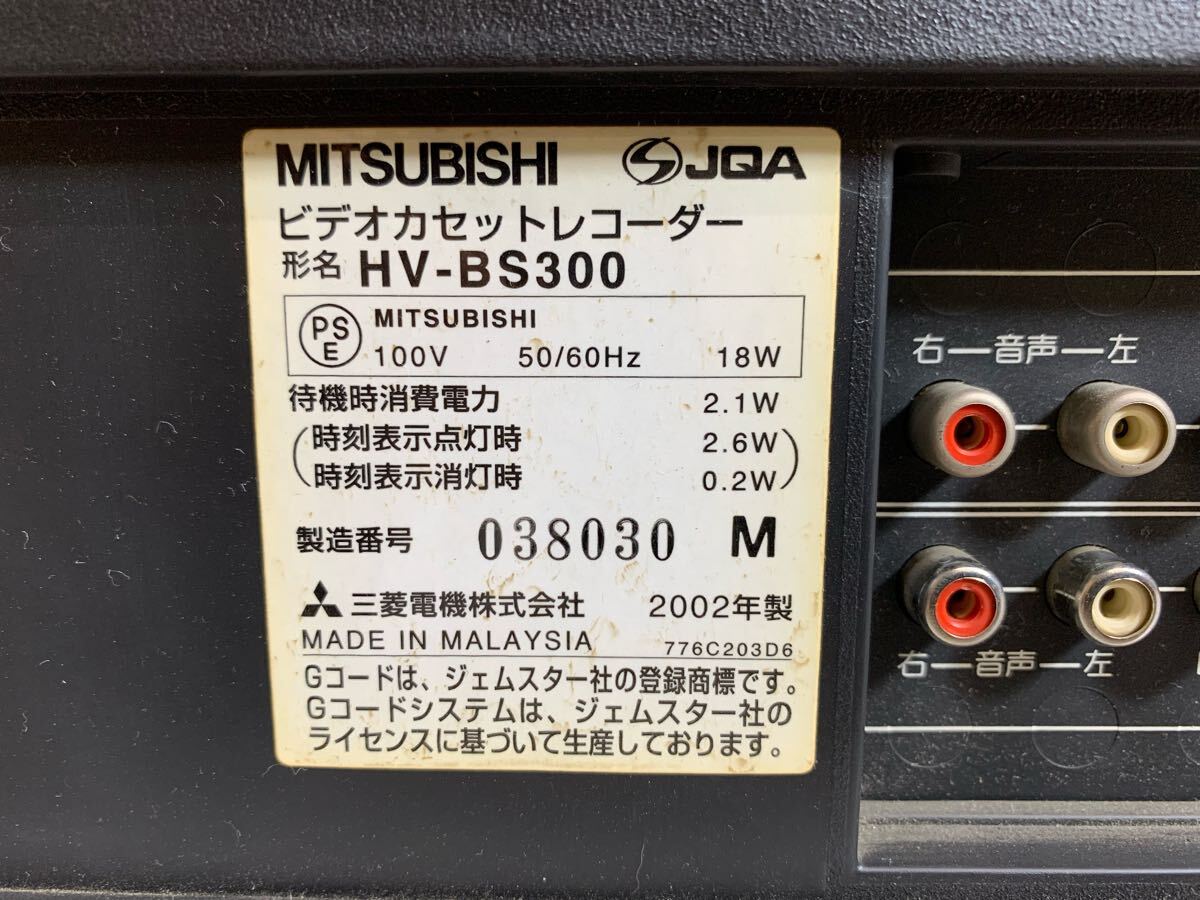 MITSUBISHI JQA
ビデオカセットレコーダー
形名 HV-BS300
PSE MITSUBISHI
100V 50/60Hz 18W
待機時消費電力 2.1W
(時刻表示点灯時 2.6W)
(時刻表示消灯時 0.2W)
製造番号 038030 M
三菱電機株式会社 2002年製
MADE IN MALAYSIA 776C203D6
Gコードは、ジェムスター社の登録商標です。
Gコードシステムは、ジェムスター社の
ライセンスに基づいて生産しております。
右—音声—左
右—音声—左